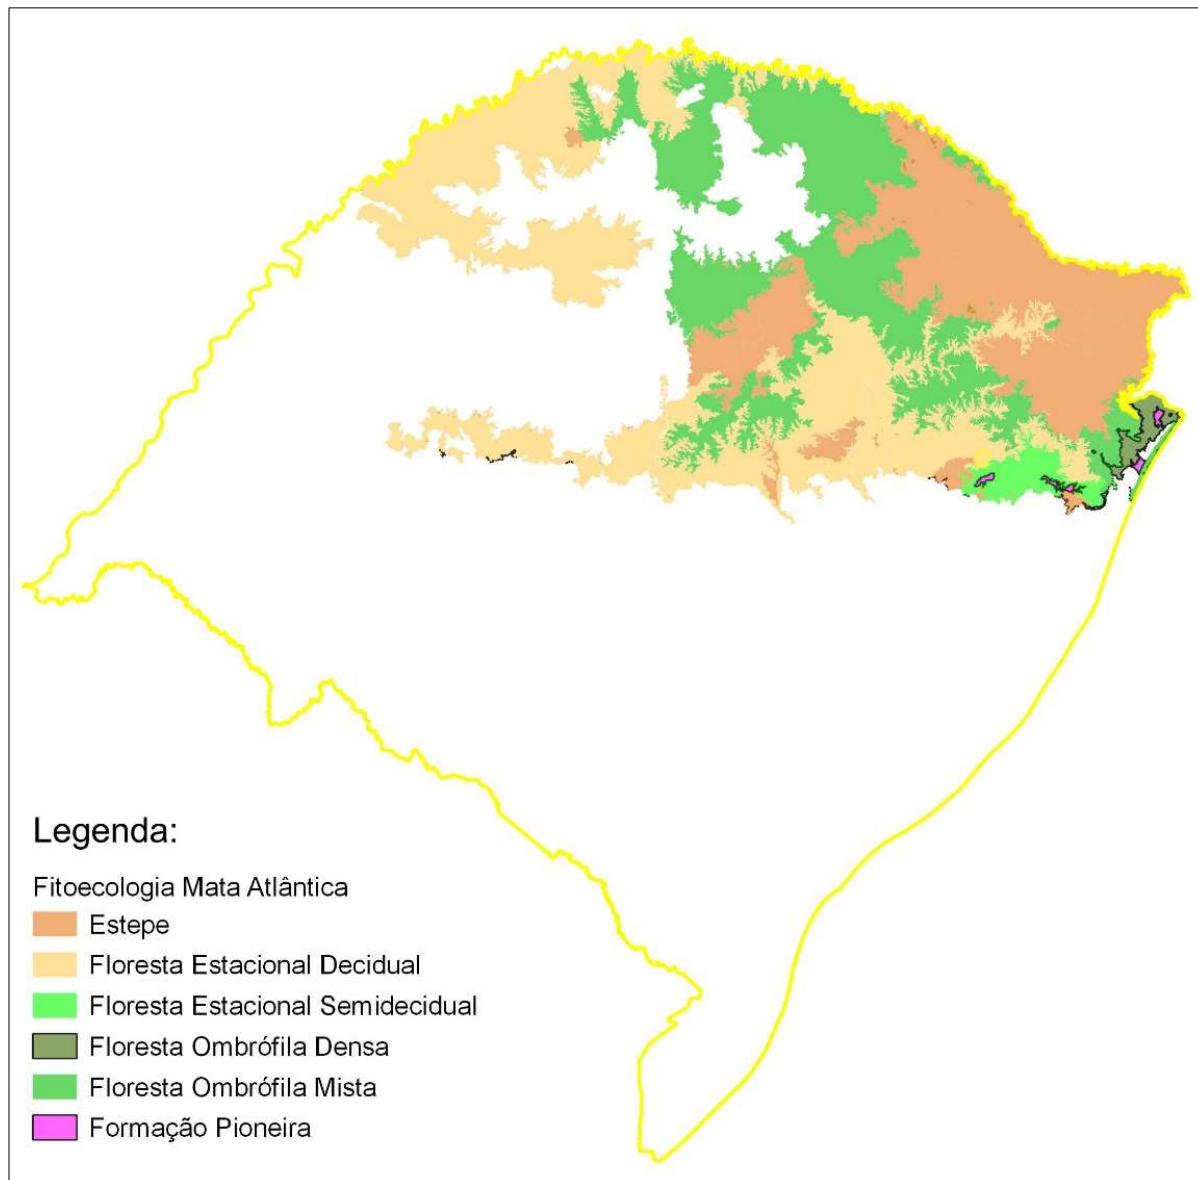 Legenda:
Fitoecologia Mata Atlântica
Estepe
Floresta Estacional Decidual
Floresta Estacional Semidecidual
Floresta Ombrófila Densa
Floresta Ombrófila Mista
Formação Pioneira